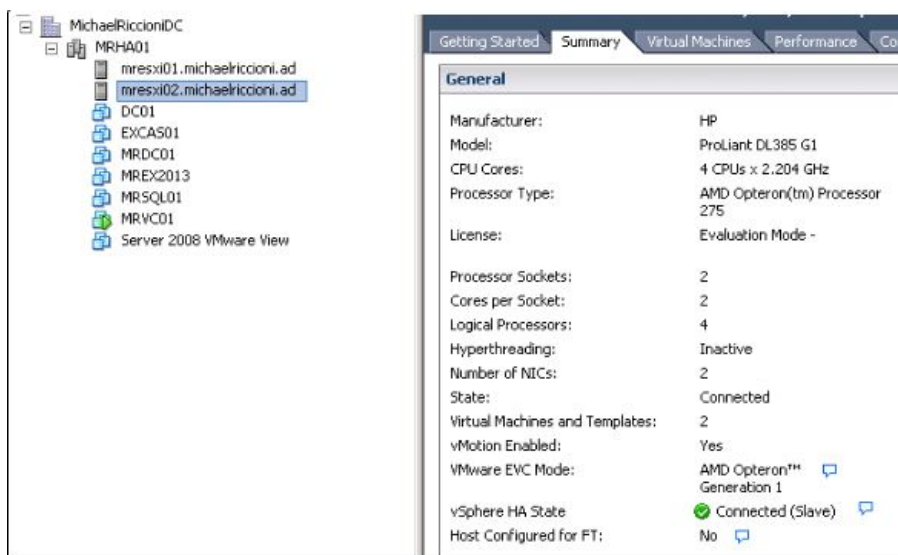 MichaelRiccioniDC
MRHA01
mresxi01.michaelriccioni.ad
mresxi02.michaelriccioni.ad
DC01
EXCAS01
MRDC01
MREX2013
MRSQL01
MRVC01
Server 2008 VMware View
Getting Started Summary Virtual Machines Performance Co
General
Manufacturer: HP
Model: ProLiant DL385 G1
CPU Cores: 4 CPUs x 2.204 GHz
Processor Type: AMD Opteron(tm) Processor
275
License: Evaluation Mode -
Processor Sockets: 2
Cores per Socket: 2
Logical Processors: 4
Hyperthreading: Inactive
Number of NICs: 2
State: Connected
Virtual Machines and Templates: 2
vMotion Enabled: Yes
VMware EVC Mode: AMD Opteron™
Generation 1
vSphere HA State Connected (Slave)
Host Configured for FT: No